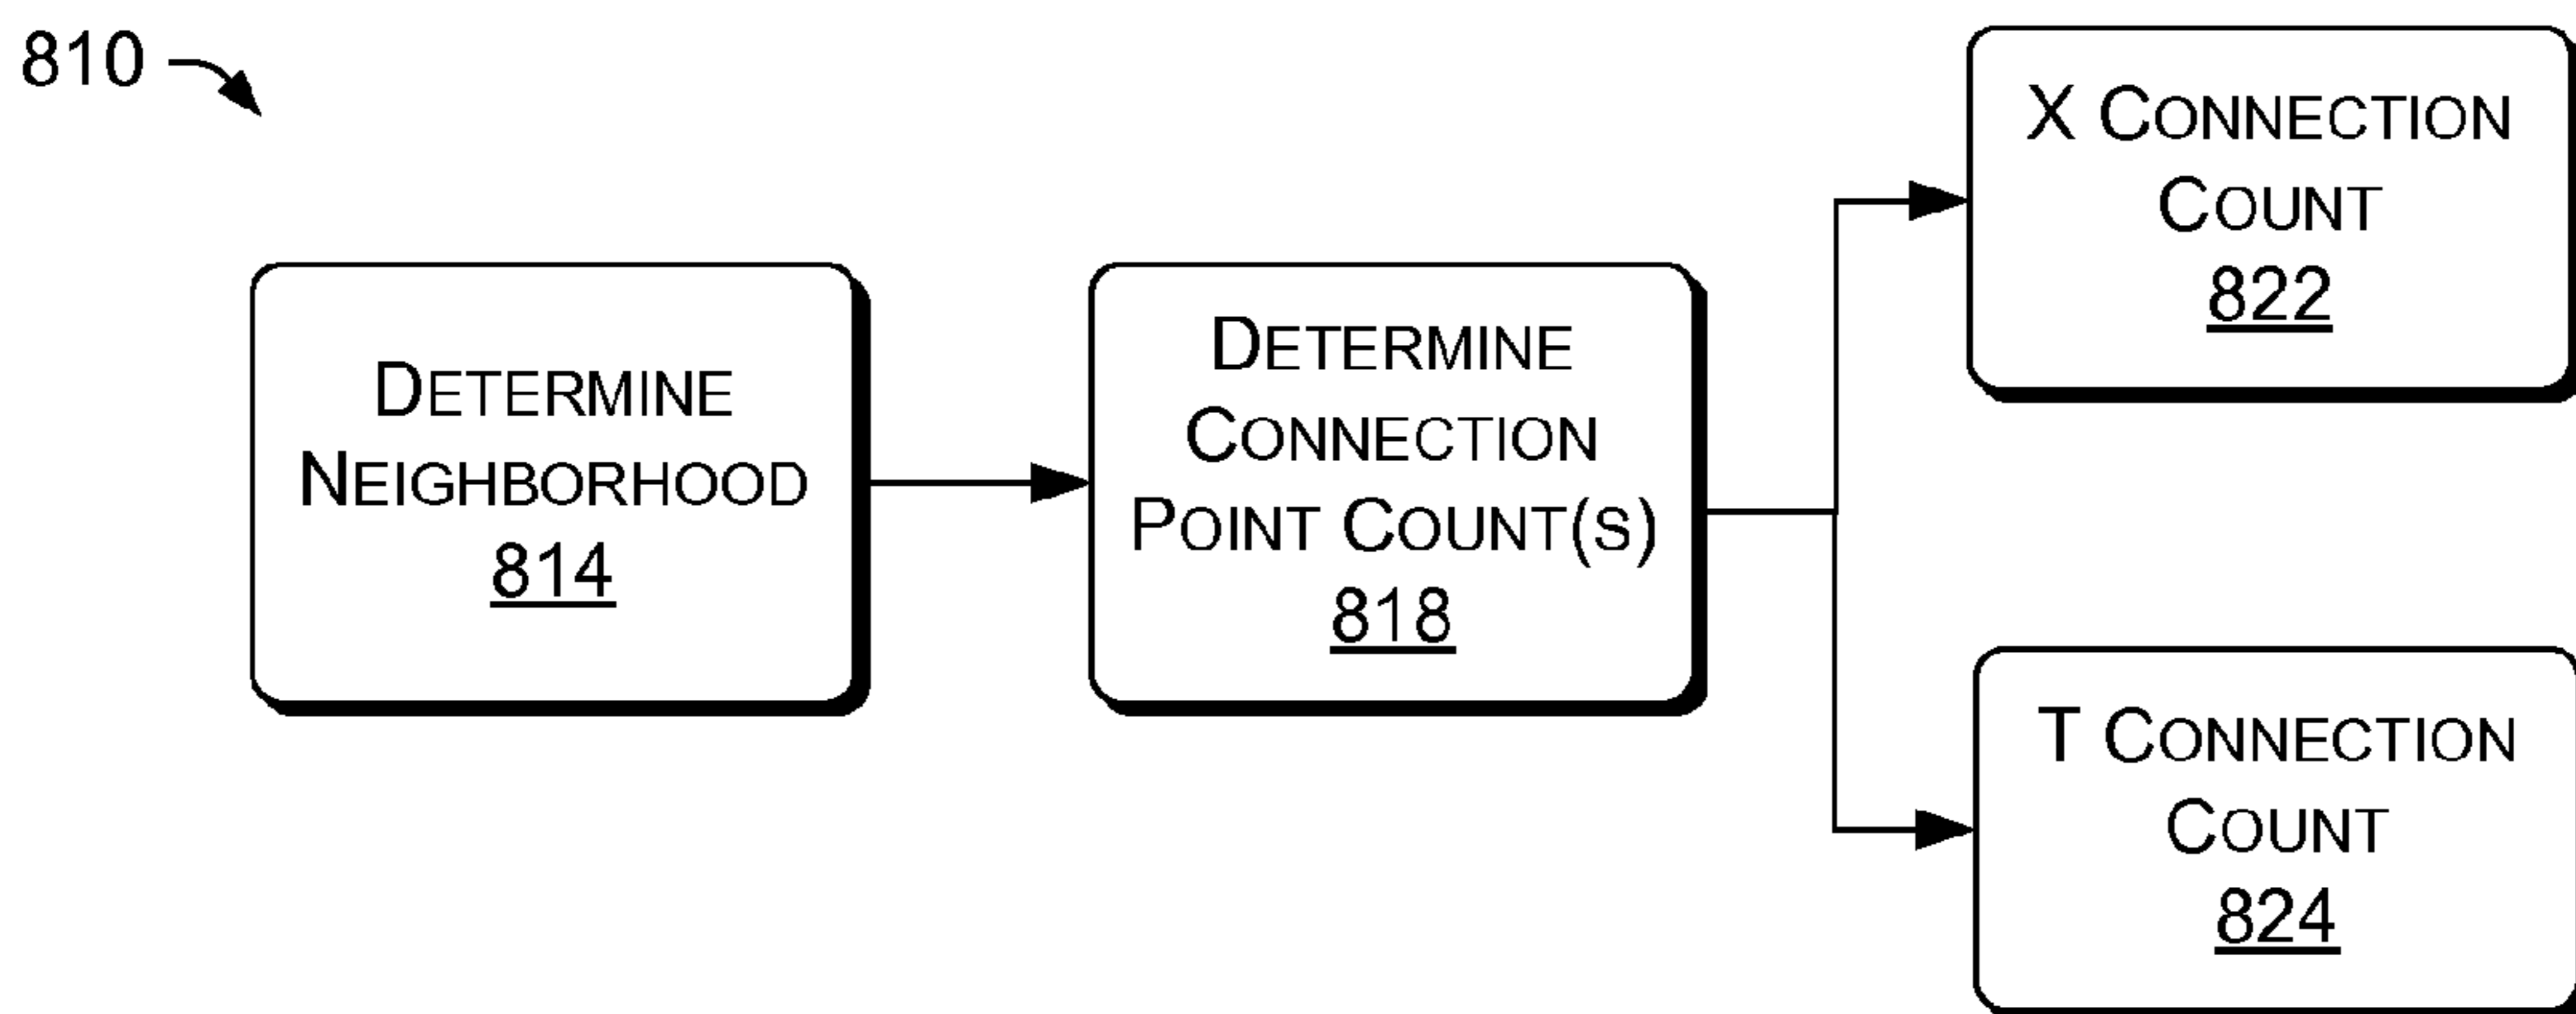 810
DETERMINE
NEIGHBORHOOD
814
DETERMINE
CONNECTION
POINT COUNT(S)
818
X CONNECTION
COUNT
822
T CONNECTION
COUNT
824